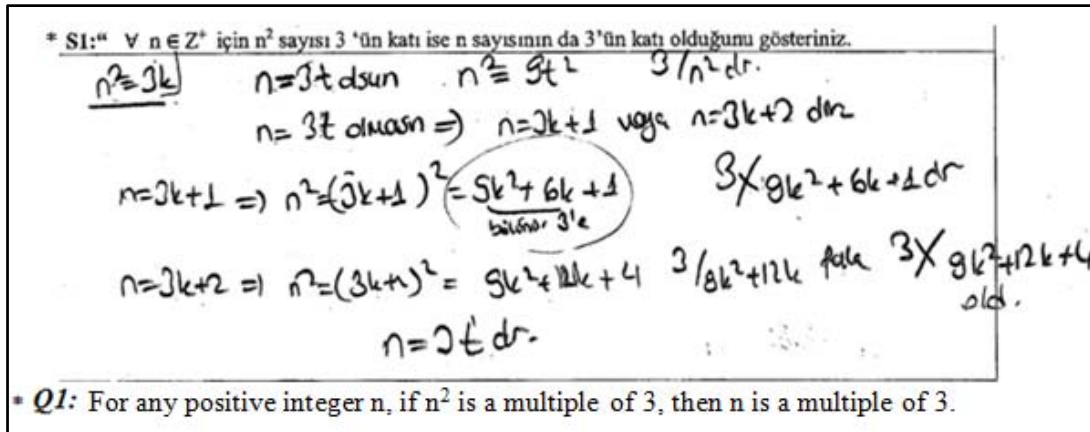 * S1:“ ∀ n ∈ Z⁺ için n² sayısı 3 ‘ün katı ise n sayısının da 3’ün katı olduğunu gösteriniz.
n²=3k n=3t olsun n²=9t² 3/n² dir.
n=3t olmasın ⇒ n=3k+1 veya n=3k+2 dır
n=3k+1 ⇒ n²=(3k+1)²=9k²+6k+1 3∤9k²+6k+1 dr
3'e
n=3k+2 ⇒ n²=(3k+2)²=9k²+12k+4 3/9k²+12k 3∤9k²+12k+4
old.
n=3t dr.
* Q1: For any positive integer n, if n² is a multiple of 3, then n is a multiple of 3.